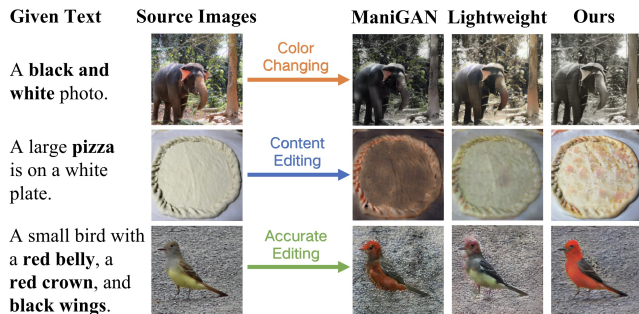 Given Text Source Images ManiGAN Lightweight Ours
A black and
white photo.
Color
Changing
A large pizza
is on a white
plate.
Content
Editing
A small bird with
a red belly, a
red crown, and
black wings.
Accurate
Editing